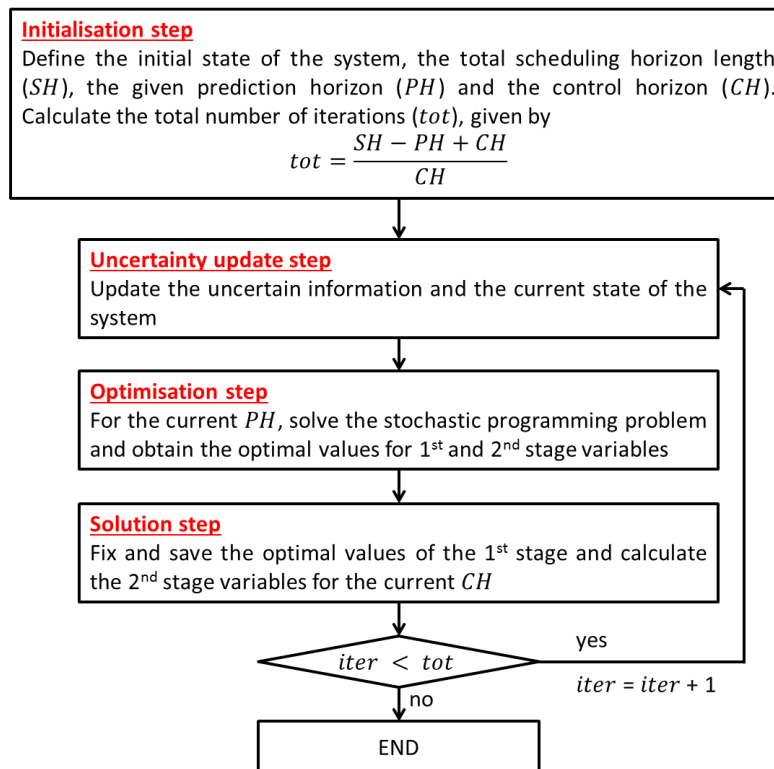 Initialisation step
Define the initial state of the system, the total scheduling horizon length
(SH), the given prediction horizon (PH) and the control horizon (CH).
Calculate the total number of iterations (tot), given by
tot = (SH − PH + CH) / CH
Uncertainty update step
Update the uncertain information and the current state of the
system
Optimisation step
For the current PH, solve the stochastic programming problem
and obtain the optimal values for 1st and 2nd stage variables
Solution step
Fix and save the optimal values of the 1st stage and calculate
the 2nd stage variables for the current CH
iter < tot
yes
iter = iter + 1
no
END